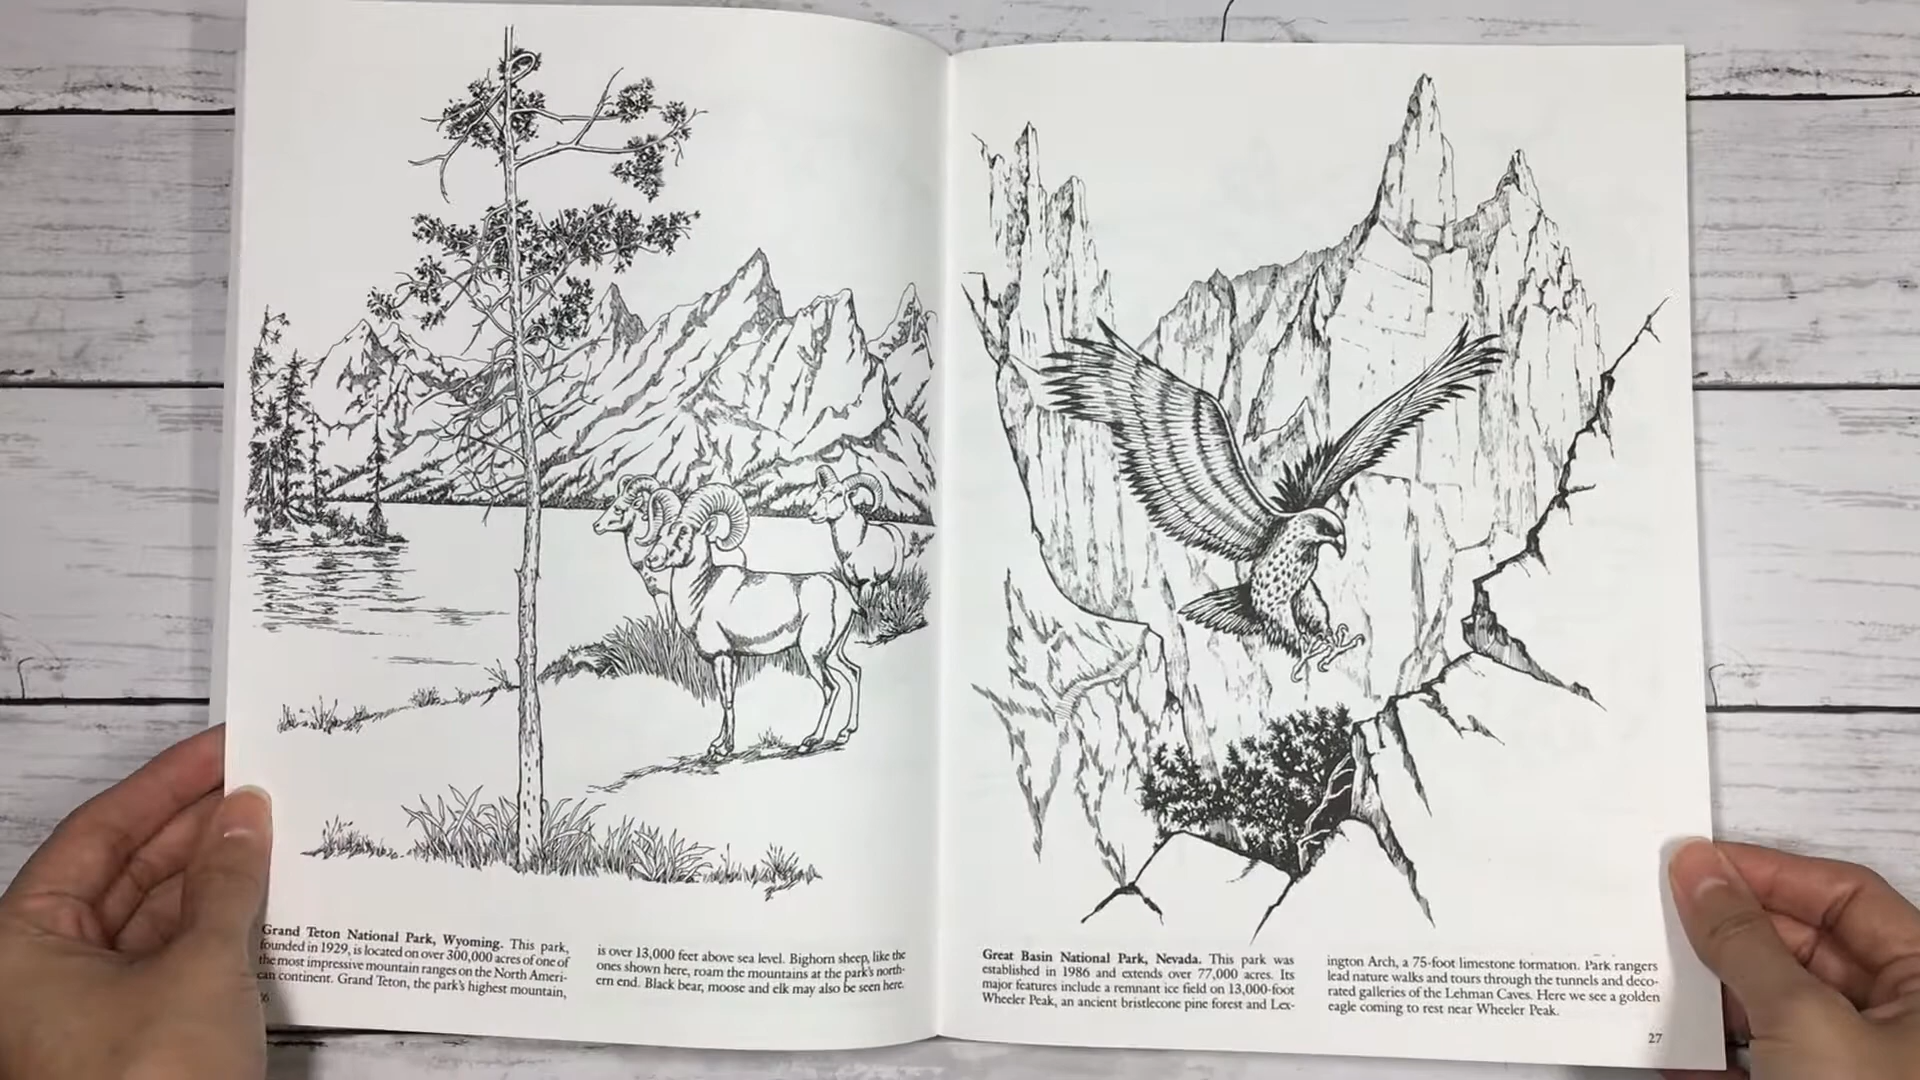 Grand Teton National Park, Wyoming. This park,
founded in 1929, is located on over 300,000 acres of one of
the most impressive mountain ranges on the North Ameri-
can continent. Grand Teton, the park's highest mountain,
is over 13,000 feet above sea level. Bighorn sheep, like the
ones shown here, roam the mountains at the park's north-
ern end. Black bear, moose and elk may also be seen here.
Great Basin National Park, Nevada. This park was
established in 1986 and extends over 77,000 acres. Its
major features include a remnant ice field on 13,000-foot
Wheeler Peak, an ancient bristlecone pine forest and Lex-
ington Arch, a 75-foot limestone formation. Park rangers
lead nature walks and tours through the tunnels and deco-
rated galleries of the Lehman Caves. Here we see a golden
eagle coming to rest near Wheeler Peak.
27